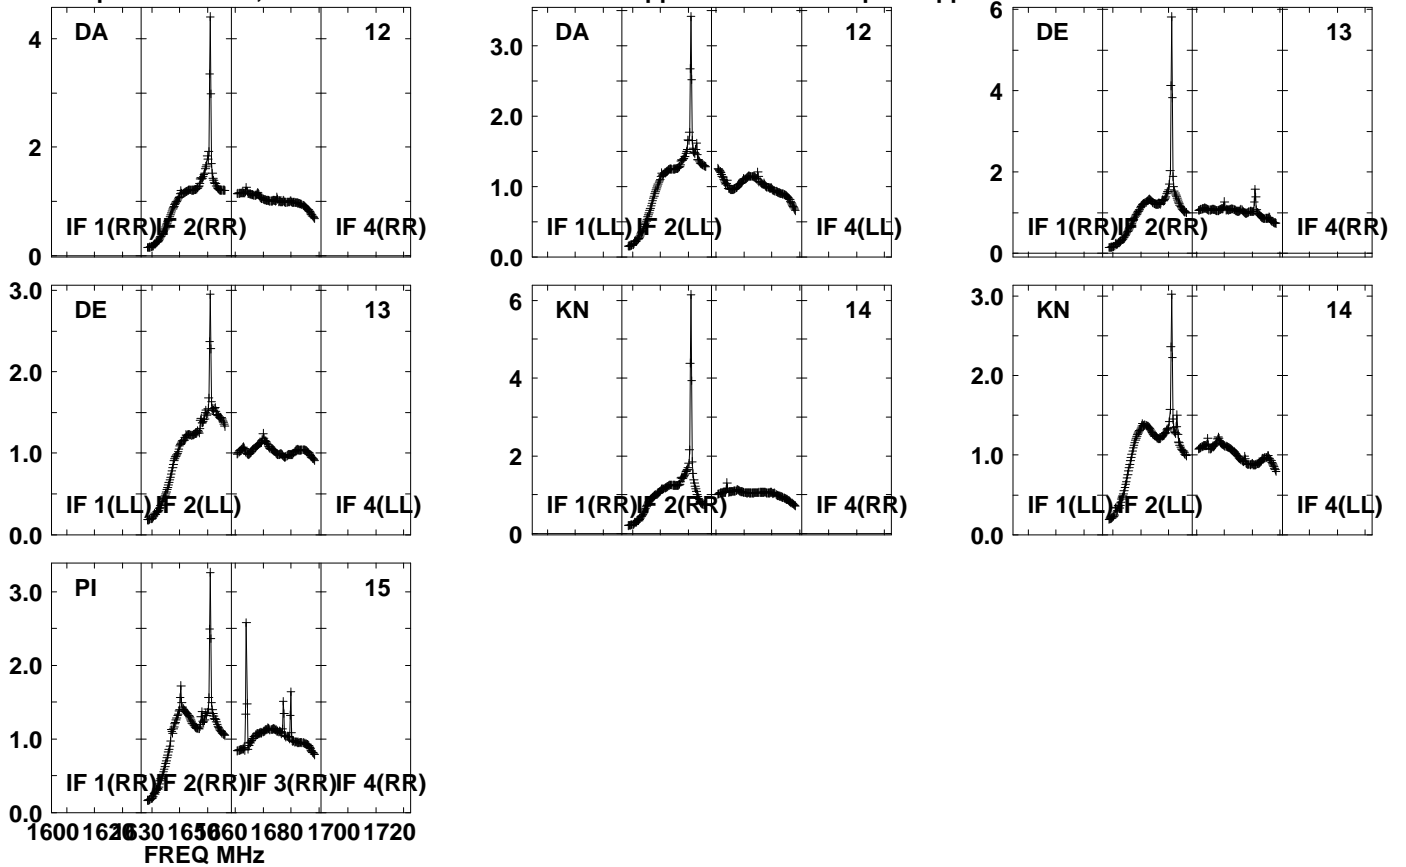 DA 12
4
2
0
IF 1(RR) IF 2(RR) IF 4(RR)
DA 12
3.0
2.0
1.0
0.0
IF 1(LL) IF 2(LL) IF 4(LL)
DE 13
6
4
2
0
IF 1(RR) IF 2(RR) IF 4(RR)
DE 13
3.0
2.0
1.0
0.0
IF 1(LL) IF 2(LL) IF 4(LL)
KN 14
6
4
2
0
IF 1(RR) IF 2(RR) IF 4(RR)
KN 14
3.0
2.0
1.0
0.0
IF 1(LL) IF 2(LL) IF 4(LL)
PI 15
3.0
2.0
1.0
0.0
IF 1(RR) IF 2(RR) IF 3(RR) IF 4(RR)
1600 1620 1630 1650 1660 1680 1700 1720
FREQ MHz